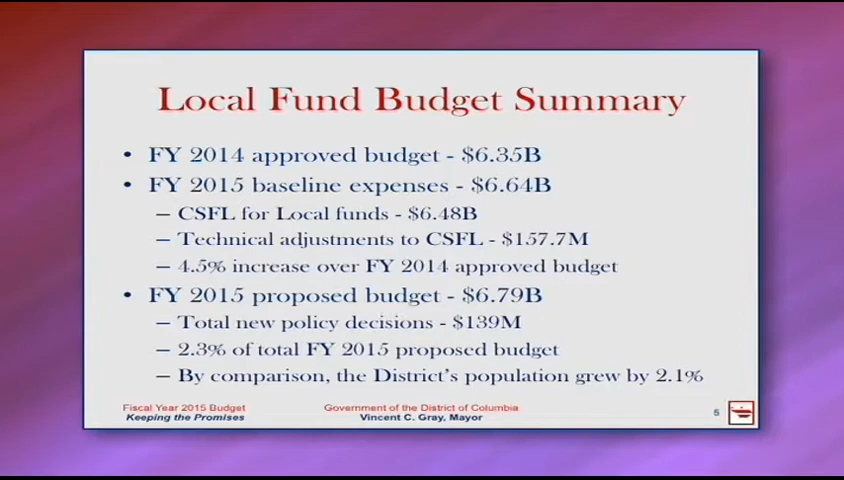 Local Fund Budget Summary
• FY 2014 approved budget - $6.35B
• FY 2015 baseline expenses - $6.64B
– CSFL for Local funds - $6.48B
– Technical adjustments to CSFL - $157.7M
– 4.5% increase over FY 2014 approved budget
• FY 2015 proposed budget - $6.79B
– Total new policy decisions - $139M
– 2.3% of total FY 2015 proposed budget
– By comparison, the District's population grew by 2.1%
Fiscal Year 2015 Budget
Keeping the Promises
Government of the District of Columbia
Vincent C. Gray, Mayor
5